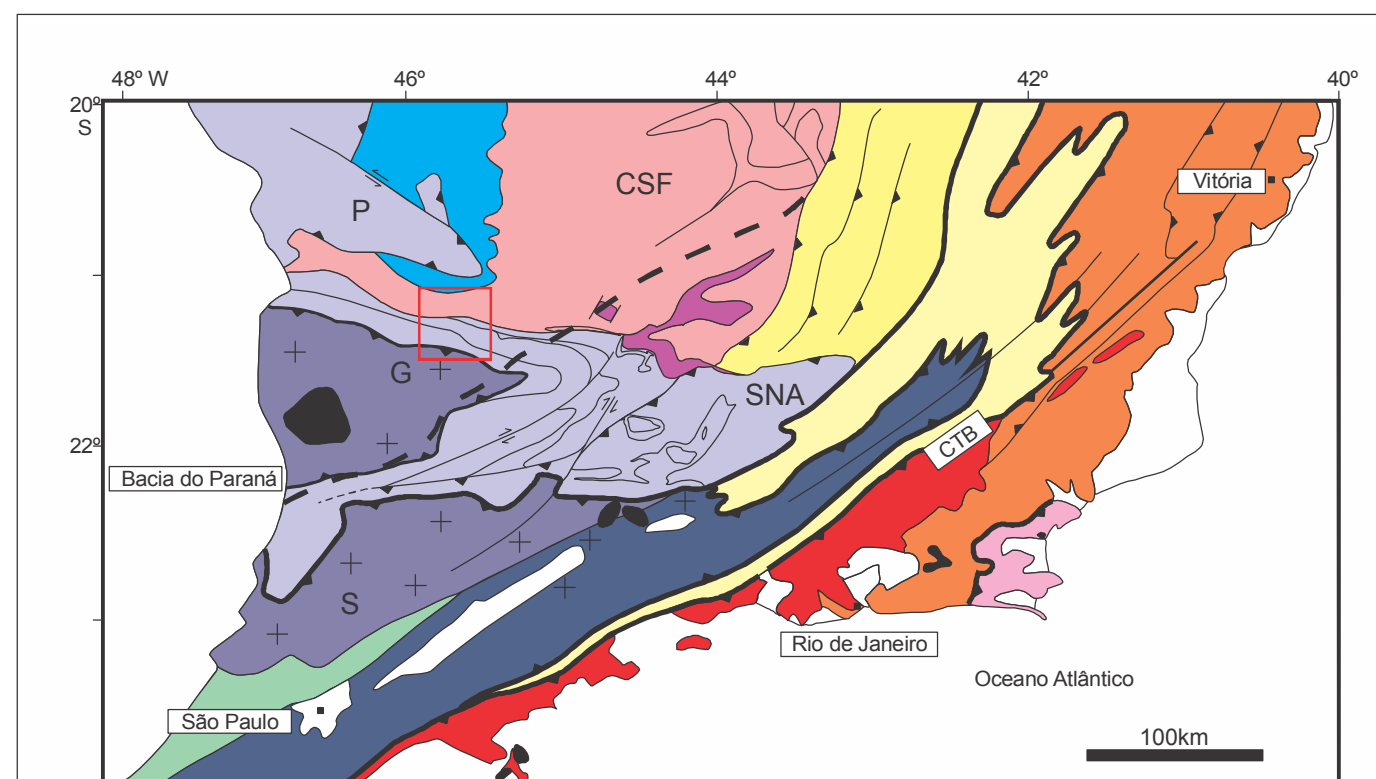 48º W 46º 44º 42º 40º
20º
S
CSF
Vitória
P
G
SNA
CTB
22º
Bacia do Paraná
S
Rio de Janeiro
Oceano Atlântico
São Paulo
100km